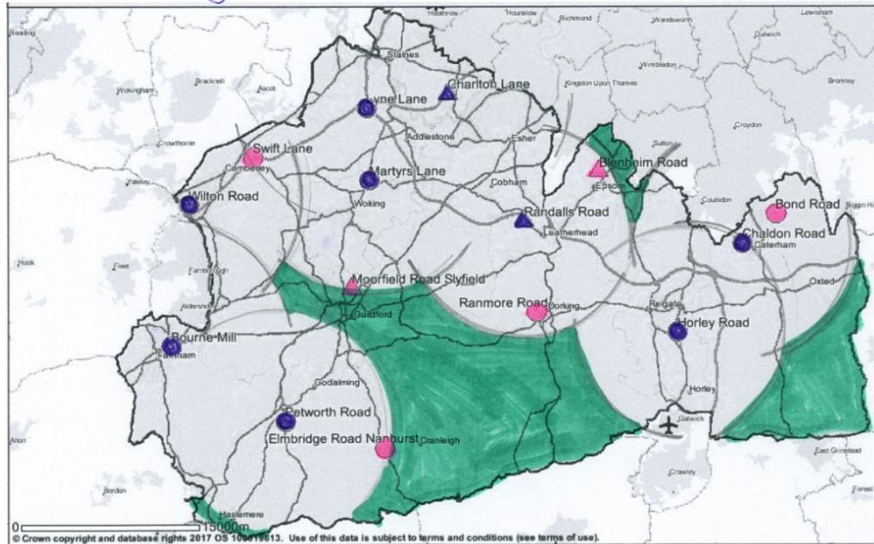 Reading
Wokingham
Bracknell
Ascot
Heathrow
Hounslow
Richmond
Wandsworth
Lewisham
Dulwich
Wimbledon
Kingston Upon Thames
Bromley
Croydon
Staines
Charlton Lane
Lyne Lane
Addlestone
Esher
Sutton
Crowthorne
Swift Lane
Camberley
Martyrs Lane
Cobham
Blenheim Road
Epsom
Coulsdon
Bond Road
Biggin Hill
Yateley
Wilton Road
Woking
Randalls Road
Leatherhead
Chaldon Road
Caterham
Hook
Fleet
Farnborough
Moorfield Road Slyfield
Oxted
Aldershot
Guildford
Ranmore Road
Dorking
Reigate
Horley Road
Bourne Mill
Farnham
Godalming
Horley
Petworth Road
Gatwick
Elmbridge Road Nanhurst
Cranleigh
Alton
Crawley
East Grinstead
Bordon
Forest
Haslemere
0 15000m
© Crown copyright and database rights 2017 OS 100019613. Use of this data is subject to terms and conditions (see terms of use).